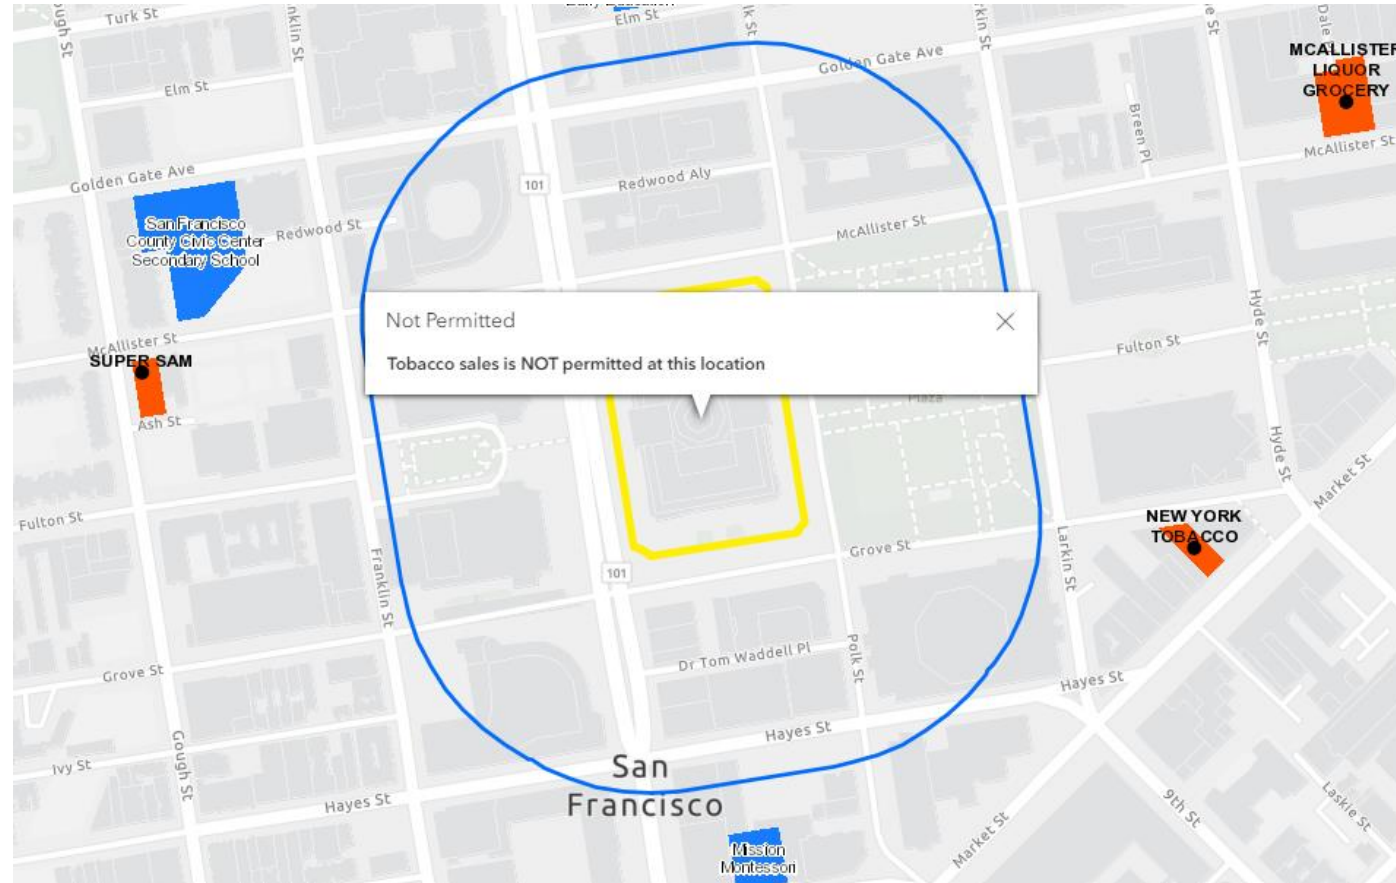 Turk St
Elm St
Elm St
Golden Gate Ave
MCALLISTER
LIQUOR
GROCERY
Breen Pl
McAllister St
Golden Gate Ave
101
Redwood Aly
San Francisco
County Civic Center
Secondary School
Redwood St
McAllister St
Hyde St
Not Permitted
Tobacco sales is NOT permitted at this location
McAllister St
SUPER SAM
Fulton St
Plaza
Ash St
Hyde St
Market St
Fulton St
NEW YORK
TOBACCO
Grove St
Larkin St
Franklin St
101
Polk St
Dr Tom Waddell Pl
Grove St
Hayes St
Gough St
Hayes St
Ivy St
San
Francisco
Hayes St
9th St
Laskie St
Market St
Mission
Montessori